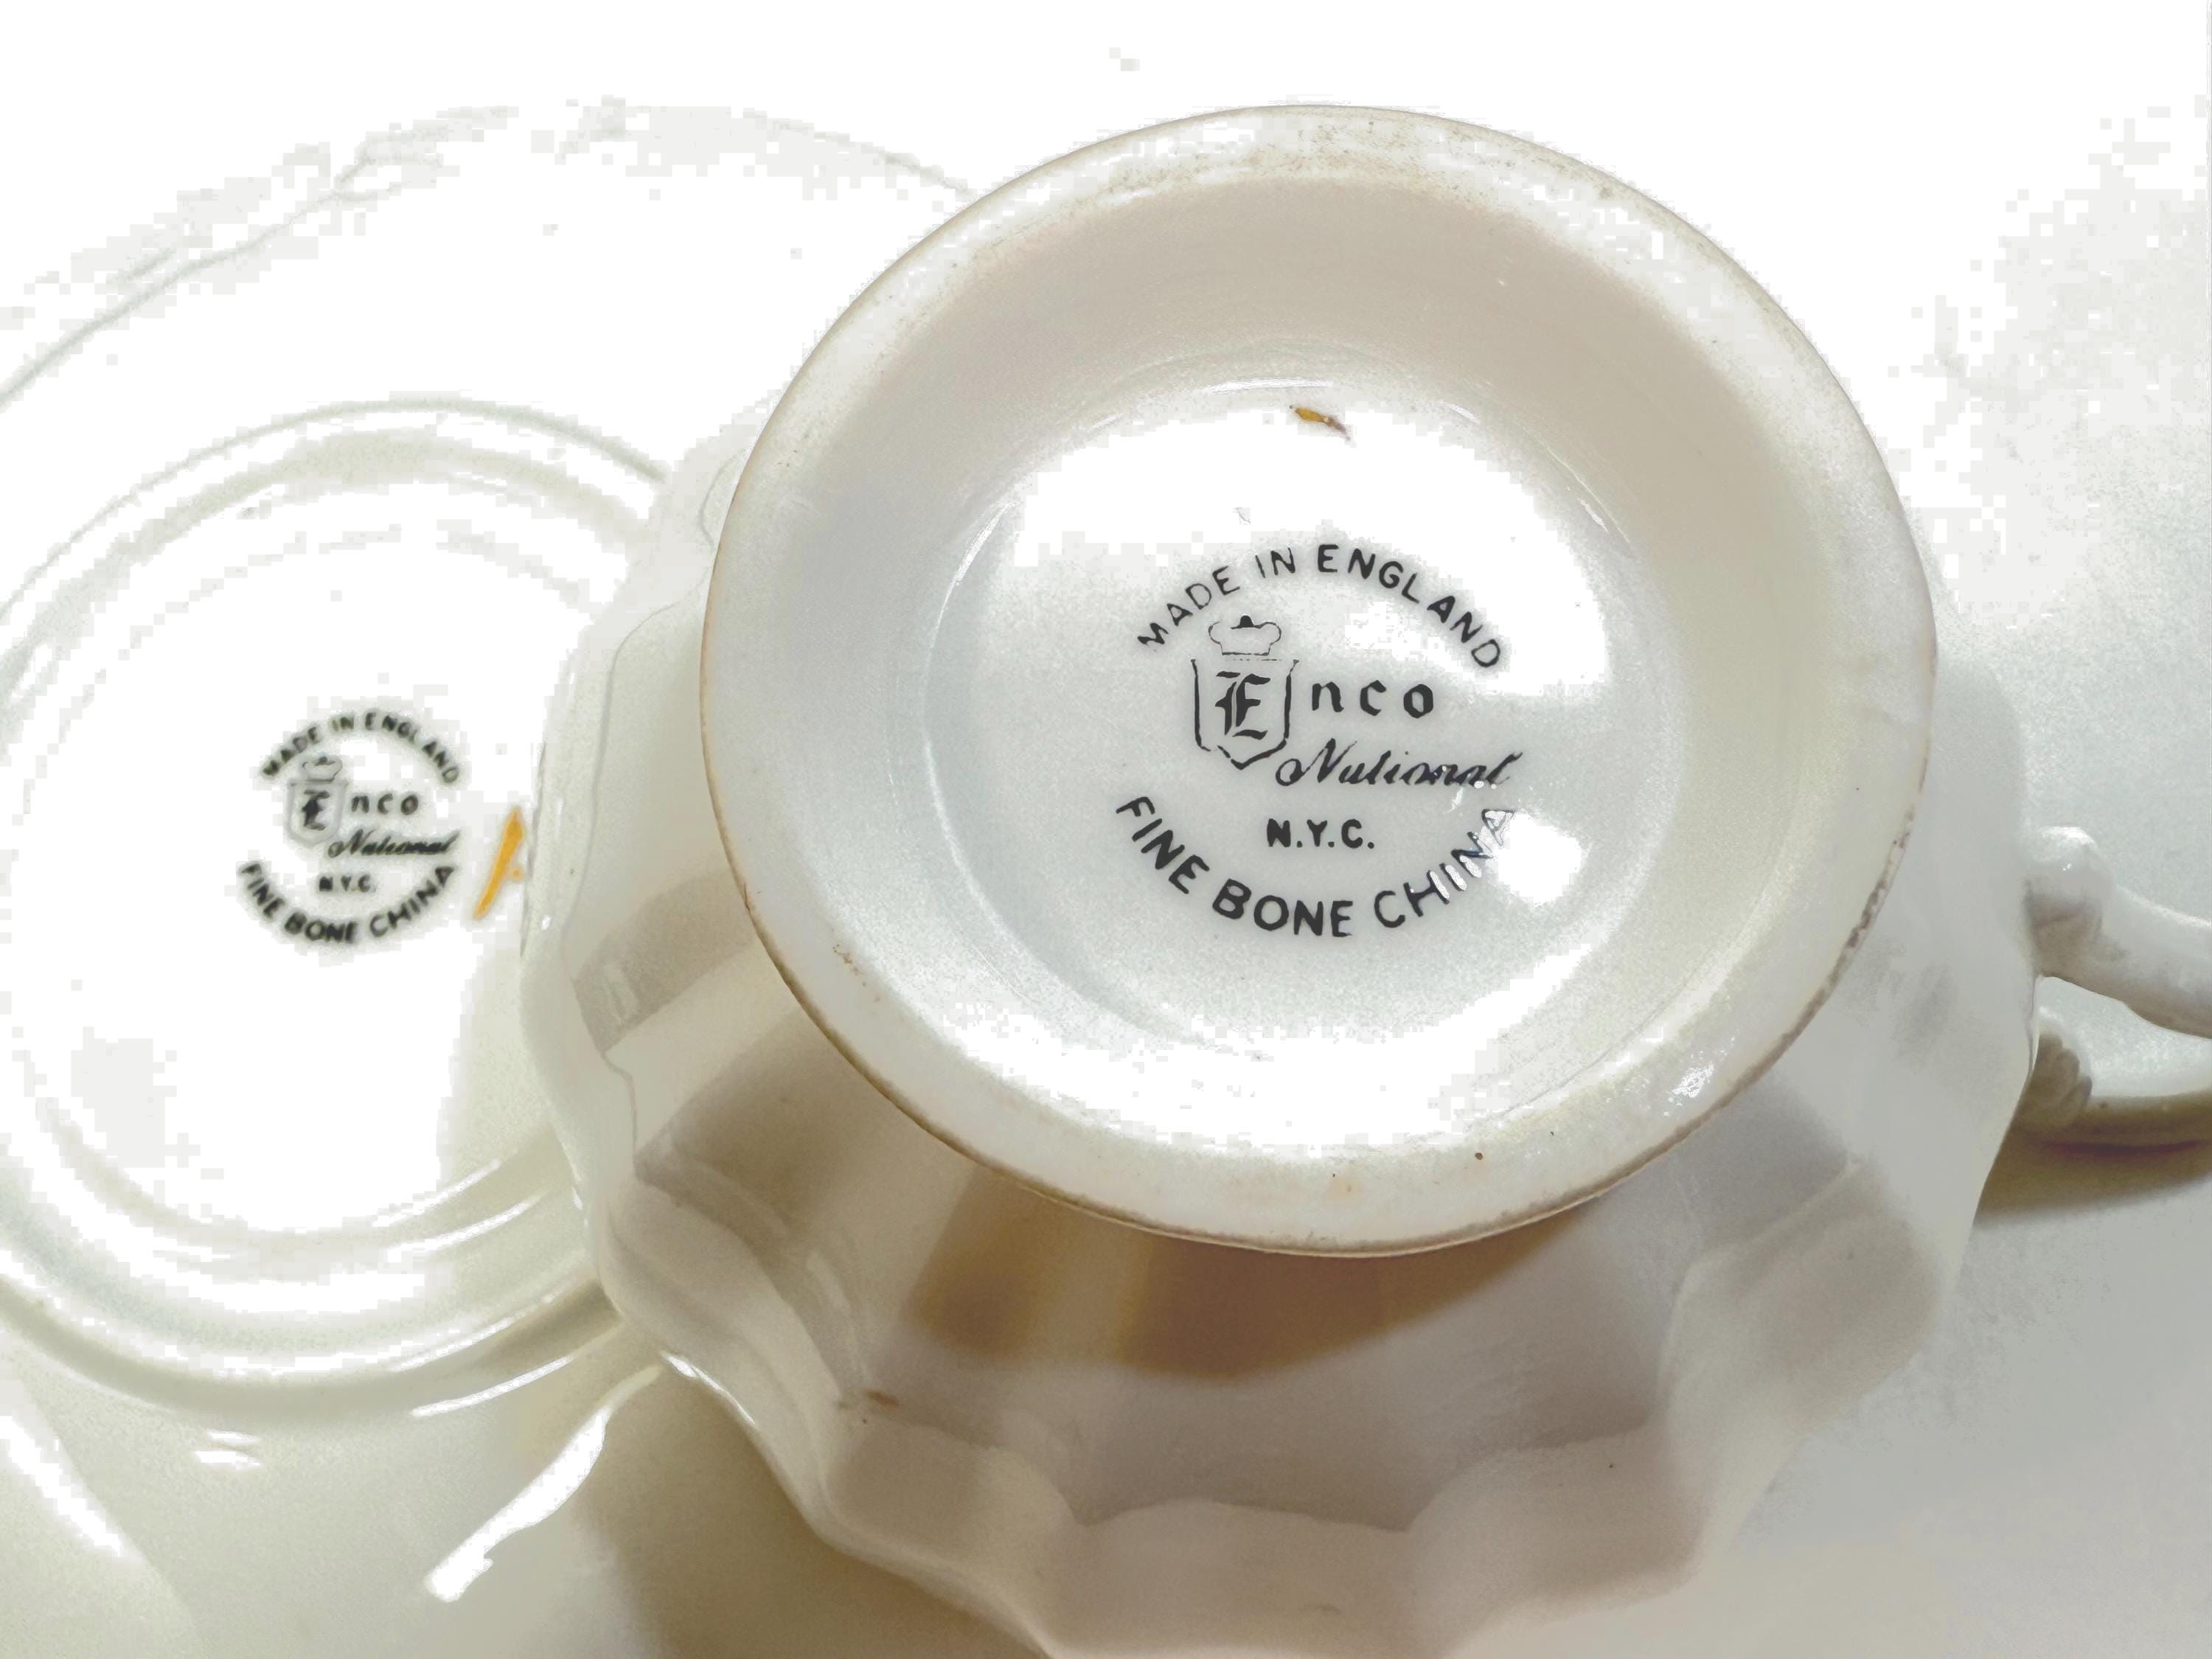 MADE IN ENGLAND
Enco
National
N.Y.C.
FINE BONE CHINA
MADE IN ENGLAND
Enco
National
N.Y.C.
FINE BONE CHINA